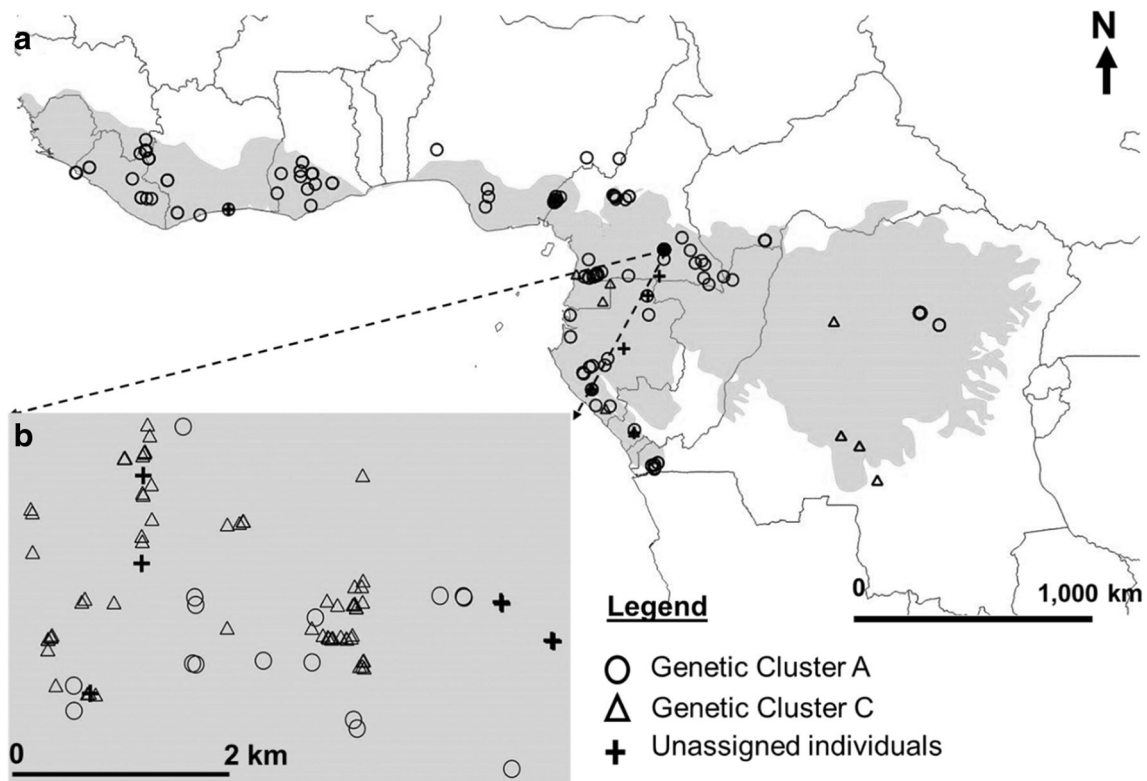 a
N
b
0
1,000 km
Legend
Genetic Cluster A
Genetic Cluster C
Unassigned individuals
0
2 km